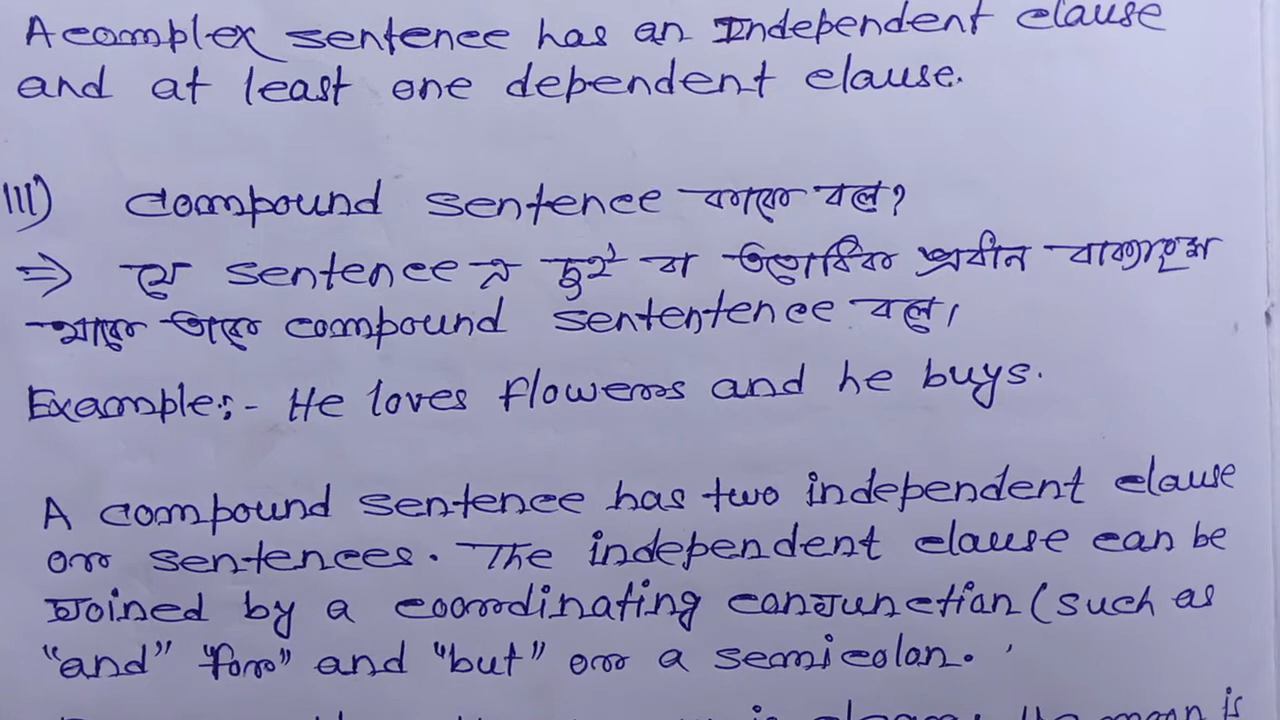 A complex sentence has an Independent clause
and at least one dependent clause.
III) Compound sentence কাকে বলে?
⇒ যে sentence এ দুই বা ততোধিক প্রধান বাক্যাংশ
থাকে তাকে compound sententence বলে।
Example:- He loves flowers and he buys.
A compound sentence has two independent clause
or sentences. The independent clause can be
Joined by a coordinating conjunction (such as
"and" "for" and "but" or a semicolon.